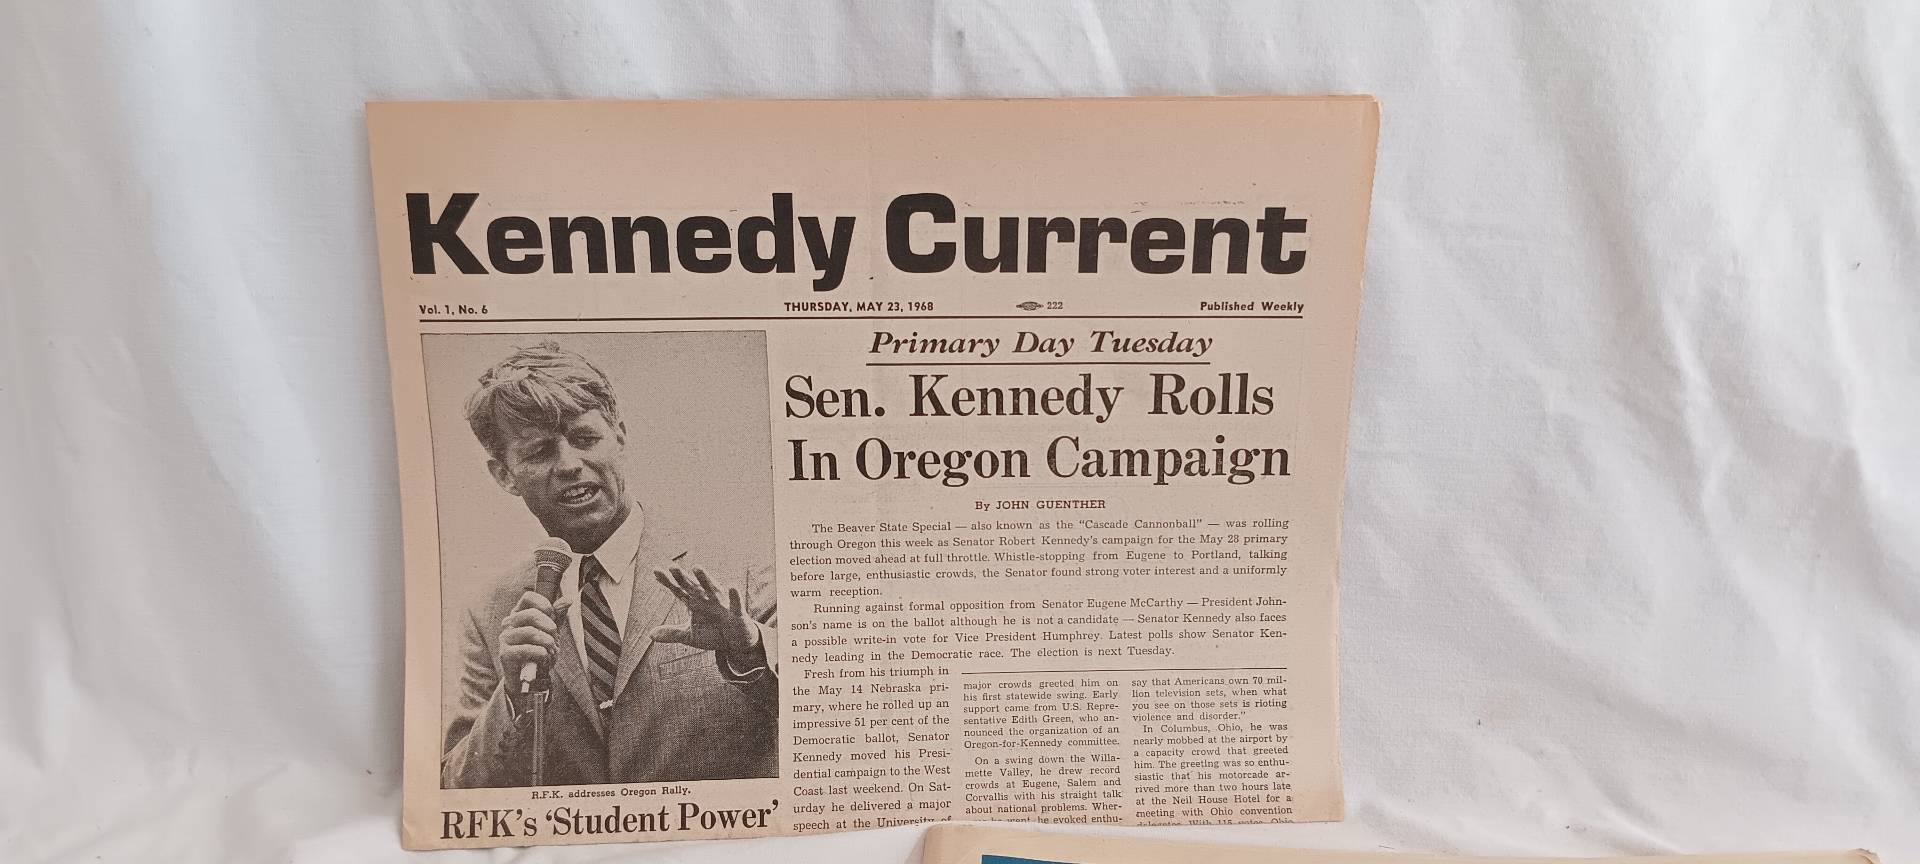 Kennedy Current
Vol. 1, No. 6
THURSDAY, MAY 23, 1968
222
Published Weekly
Primary Day Tuesday
Sen. Kennedy Rolls
In Oregon Campaign
By JOHN GUENTHER
The Beaver State Special — also known as the “Cascade Cannonball” — was rolling
through Oregon this week as Senator Robert Kennedy's campaign for the May 28 primary
election moved ahead at full throttle. Whistle-stopping from Eugene to Portland, talking
before large, enthusiastic crowds, the Senator found strong voter interest and a uniformly
warm reception.
Running against formal opposition from Senator Eugene McCarthy — President John-
son's name is on the ballot although he is not a candidate — Senator Kennedy also faces
a possible write-in vote for Vice President Humphrey. Latest polls show Senator Ken-
nedy leading in the Democratic race. The election is next Tuesday.
Fresh from his triumph in
the May 14 Nebraska pri-
mary, where he rolled up an
impressive 51 per cent of the
Democratic ballot, Senator
Kennedy moved his Presi-
dential campaign to the West
Coast last weekend. On Sat-
urday he delivered a major
speech at the University of
major crowds greeted him on
his first statewide swing. Early
support came from U.S. Repre-
sentative Edith Green, who an-
nounced the organization of an
Oregon-for-Kennedy committee.
On a swing down the Willa-
mette Valley, he drew record
crowds at Eugene, Salem and
Corvallis with his straight talk
about national problems. Wher-
he went, he evoked enthu-
say that Americans own 70 mil-
lion television sets, when what
you see on those sets is rioting
violence and disorder.”
In Columbus, Ohio, he was
nearly mobbed at the airport by
a capacity crowd that greeted
him. The greeting was so enthu-
siastic that his motorcade ar-
rived more than two hours late
at the Neil House Hotel for a
meeting with Ohio convention
R.F.K. addresses Oregon Rally.
RFK's ‘Student Power’